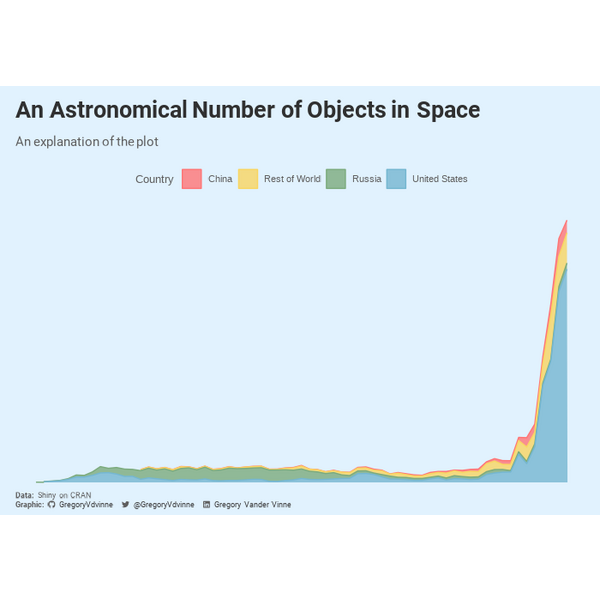 An Astronomical Number of Objects in Space
An explanation of the plot
Country China Rest of World Russia United States
Data: Shiny on CRAN
Graphic: GregoryVdvinne @GregoryVdvinne Gregory Vander Vinne